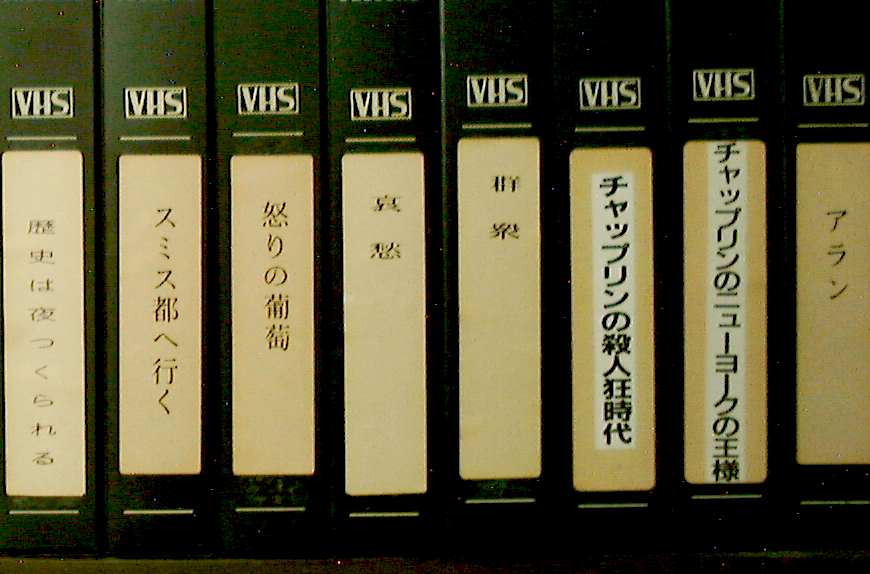 VHS
歴史は夜つくられる
VHS
スミス都へ行く
VHS
怒りの葡萄
VHS
哀愁
VHS
群衆
VHS
チャップリンの殺人狂時代
VHS
チャップリンのニューヨークの王様
VHS
アラン